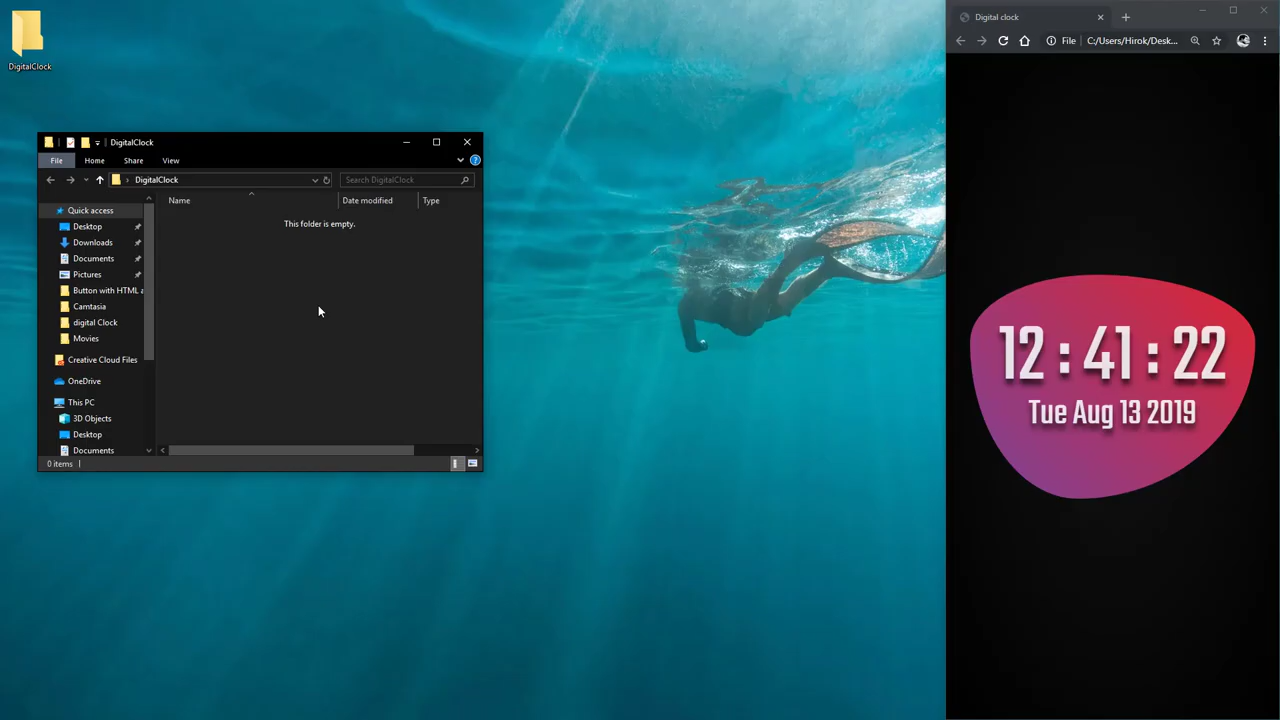 DigitalClock
DigitalClock
File
Home
Share
View
DigitalClock
Search DigitalClock
Name
Date modified
Type
This folder is empty.
Quick access
Desktop
Downloads
Documents
Pictures
Button with HTML a
Camtasia
digital Clock
Movies
Creative Cloud Files
OneDrive
This PC
3D Objects
Desktop
Documents
0 items
Digital clock
File
C:/Users/Hirok/Desk...
12 : 41 : 22
Tue Aug 13 2019